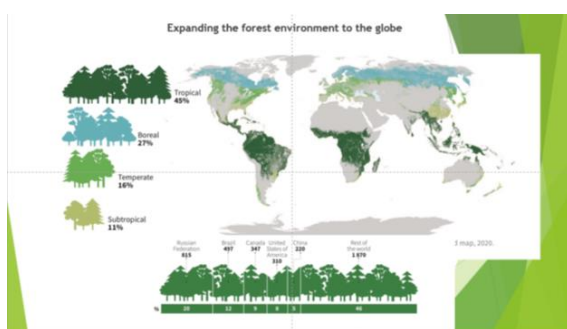 Expanding the forest environment to the globe
Tropical
45%
Boreal
27%
Temperate
16%
Subtropical
11%
Russian
Federation
815
Brazil
497
Canada
347
United
States of
America
310
China
220
Rest of
the world
1 870
map, 2020.
%
20
12
9
8
5
46